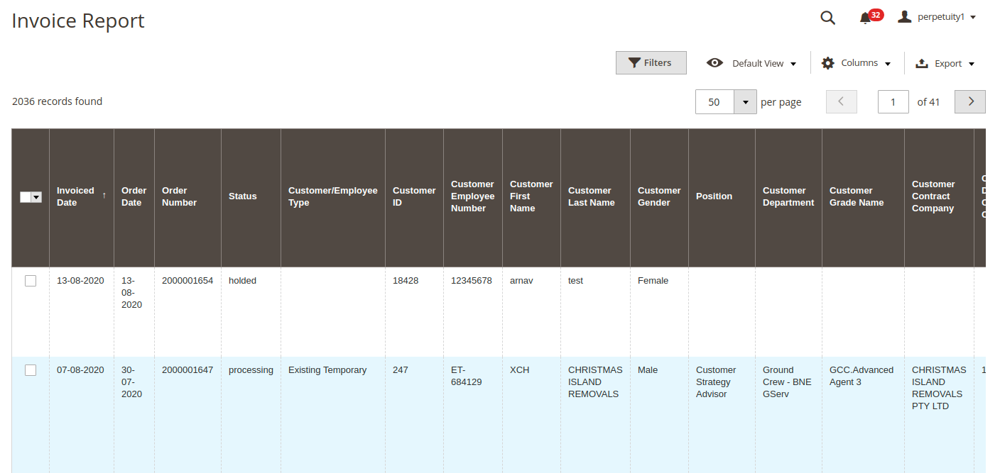 Invoice Report
32
perpetuity1
Filters
Default View
Columns
Export
2036 records found
50
per page
1
of 41
Invoiced Date ↑
Order Date
Order Number
Status
Customer/Employee Type
Customer ID
Customer Employee Number
Customer First Name
Customer Last Name
Customer Gender
Position
Customer Department
Customer Grade Name
Customer Contract Company
13-08-2020
13-08-2020
2000001654
holded
18428
12345678
arnav
test
Female
07-08-2020
30-07-2020
2000001647
processing
Existing Temporary
247
ET-684129
XCH
CHRISTMAS ISLAND REMOVALS
Male
Customer Strategy Advisor
Ground Crew - BNE GServ
GCC.Advanced Agent 3
CHRISTMAS ISLAND REMOVALS PTY LTD